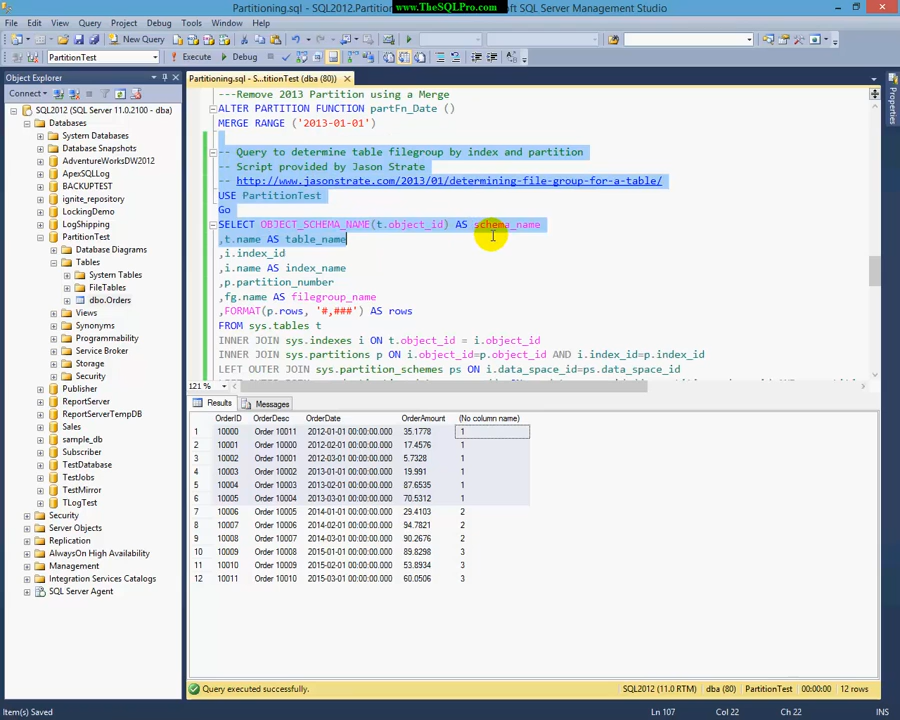 Partitioning.sql - SQL2012.Partition
www.TheSQLPro.com
oft SQL Server Management Studio
File Edit View Query Project Debug Tools Window Help
New Query
PartitionTest Execute Debug
Object Explorer
Connect
SQL2012 (SQL Server 11.0.2100 - dba)
Databases
System Databases
Database Snapshots
AdventureWorksDW2012
ApexSQLLog
BACKUPTEST
ignite_repository
LockingDemo
LogShipping
PartitionTest
Database Diagrams
Tables
System Tables
FileTables
dbo.Orders
Views
Synonyms
Programmability
Service Broker
Storage
Security
Publisher
ReportServer
ReportServerTempDB
Sales
sample_db
Subscriber
TestDatabase
TestJobs
TestMirror
TLogTest
Security
Server Objects
Replication
AlwaysOn High Availability
Management
Integration Services Catalogs
SQL Server Agent
Partitioning.sql - S...titionTest (dba (80))
---Remove 2013 Partition using a Merge
ALTER PARTITION FUNCTION partFn_Date ()
MERGE RANGE ('2013-01-01')
-- Query to determine table filegroup by index and partition
-- Script provided by Jason Strate
-- http://www.jasonstrate.com/2013/01/determining-file-group-for-a-table/
USE PartitionTest
Go
SELECT OBJECT_SCHEMA_NAME(t.object_id) AS schema_name
,t.name AS table_name
,i.index_id
,i.name AS index_name
,p.partition_number
,fg.name AS filegroup_name
,FORMAT(p.rows, '#,###') AS rows
FROM sys.tables t
INNER JOIN sys.indexes i ON t.object_id = i.object_id
INNER JOIN sys.partitions p ON i.object_id=p.object_id AND i.index_id=p.index_id
LEFT OUTER JOIN sys.partition_schemes ps ON i.data_space_id=ps.data_space_id
121 %
Results Messages
OrderID OrderDesc OrderDate OrderAmount (No column name)
1 10000 Order 10011 2012-01-01 00:00:00.000 35.1778 1
2 10001 Order 10000 2012-02-01 00:00:00.000 17.4576 1
3 10002 Order 10001 2012-03-01 00:00:00.000 5.7328 1
4 10003 Order 10002 2013-01-01 00:00:00.000 19.991 1
5 10004 Order 10003 2013-02-01 00:00:00.000 87.6535 1
6 10005 Order 10004 2013-03-01 00:00:00.000 70.5312 1
7 10006 Order 10005 2014-01-01 00:00:00.000 29.4103 2
8 10007 Order 10006 2014-02-01 00:00:00.000 94.7821 2
9 10008 Order 10007 2014-03-01 00:00:00.000 90.2676 2
10 10009 Order 10008 2015-01-01 00:00:00.000 89.8298 3
11 10010 Order 10009 2015-02-01 00:00:00.000 53.8934 3
12 10011 Order 10010 2015-03-01 00:00:00.000 60.0506 3
Query executed successfully. SQL2012 (11.0 RTM) dba (80) PartitionTest 00:00:00 12 rows
Item(s) Saved Ln 107 Col 22 Ch 22 INS
Properties